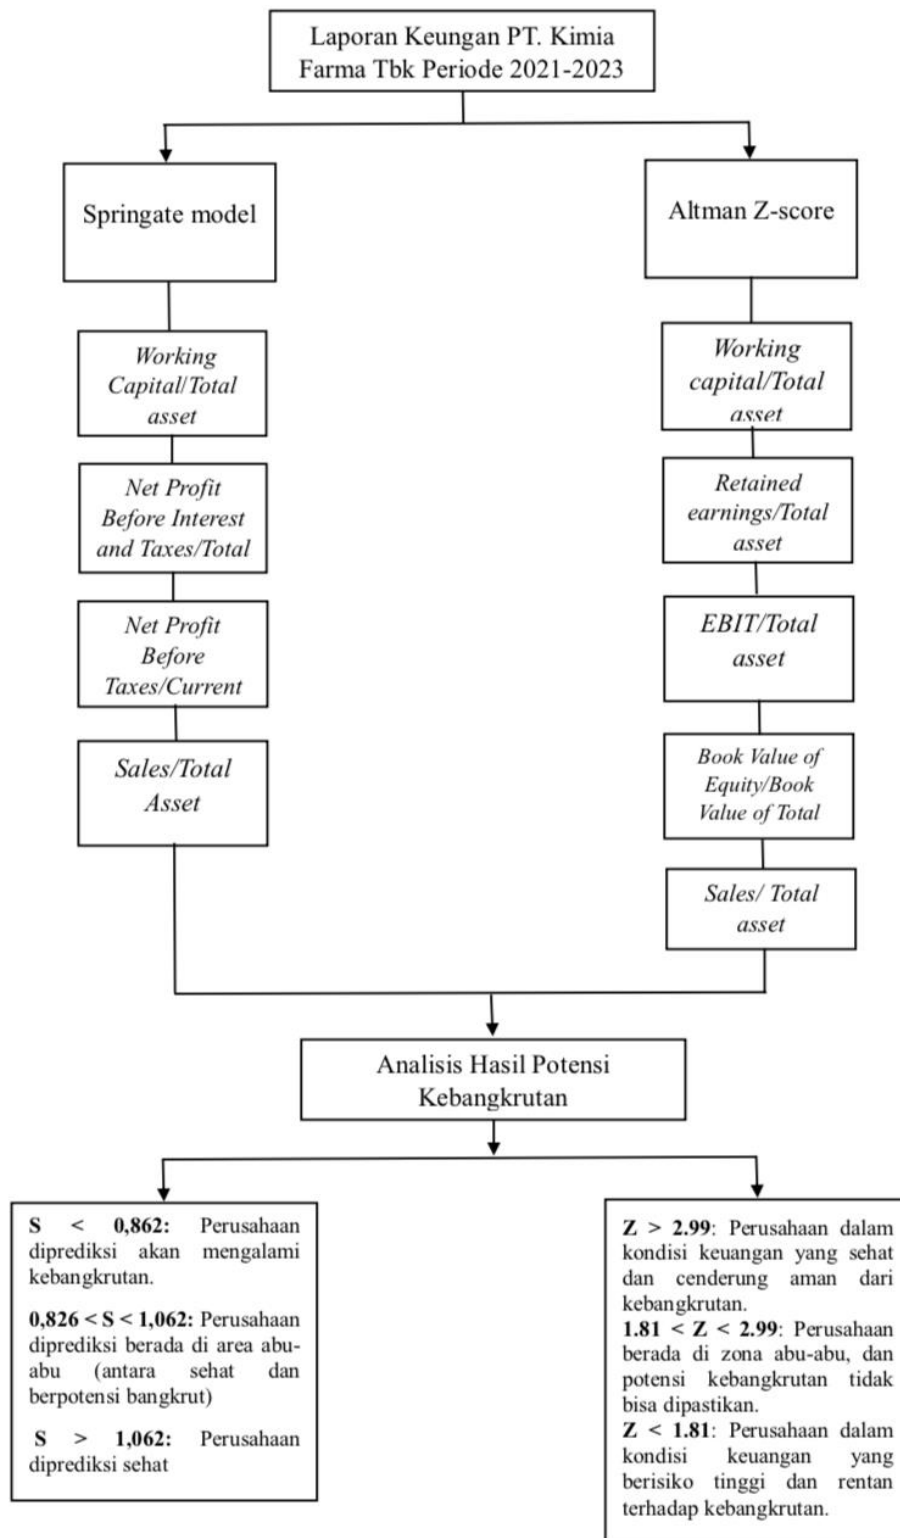 Laporan Keungan PT. Kimia
Farma Tbk Periode 2021-2023
Springate model
Working
Capital/Total
asset
Net Profit
Before Interest
and Taxes/Total
Net Profit
Before
Taxes/Current
Sales/Total
Asset
Altman Z-score
Working
capital/Total
asset
Retained
earnings/Total
asset
EBIT/Total
asset
Book Value of
Equity/Book
Value of Total
Sales/ Total
asset
Analisis Hasil Potensi
Kebangkrutan
S < 0,862: Perusahaan
diprediksi akan mengalami
kebangkrutan.
0,826 < S < 1,062: Perusahaan
diprediksi berada di area abu-
abu (antara sehat dan
berpotensi bangkrut)
S > 1,062: Perusahaan
diprediksi sehat
Z > 2.99: Perusahaan dalam
kondisi keuangan yang sehat
dan cenderung aman dari
kebangkrutan.
1.81 < Z < 2.99: Perusahaan
berada di zona abu-abu, dan
potensi kebangkrutan tidak
bisa dipastikan.
Z < 1.81: Perusahaan dalam
kondisi keuangan yang
berisiko tinggi dan rentan
terhadap kebangkrutan.